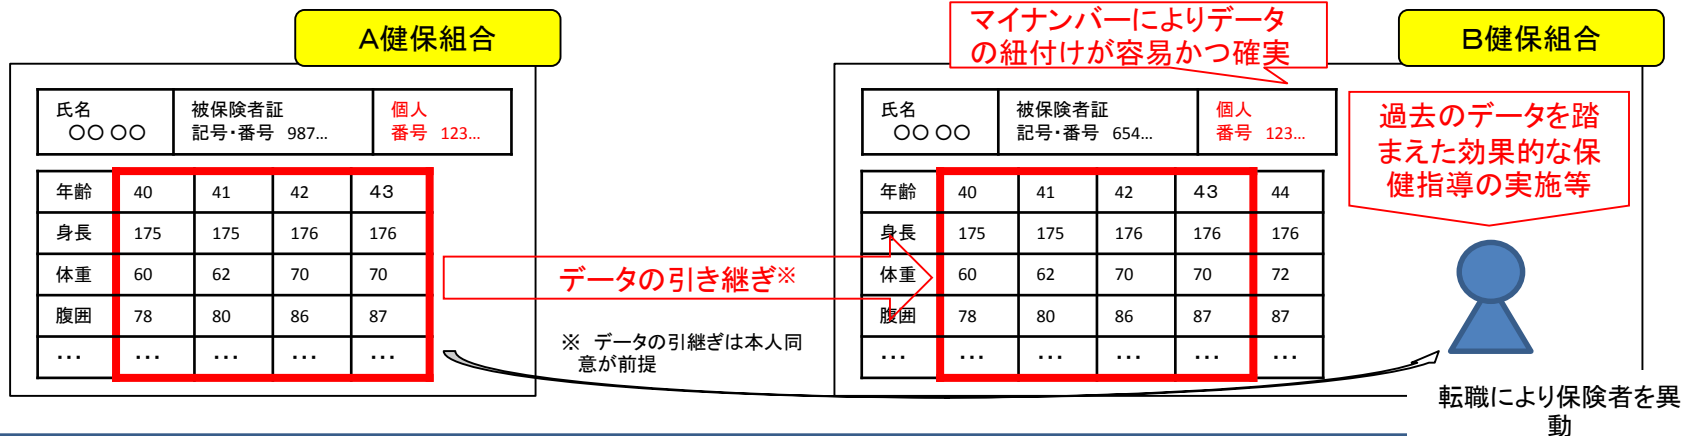 A健保組合
氏名
〇〇 〇〇
被保険者証
記号・番号 987...
個人
番号 123...
年齢 40 41 42 43
身長 175 175 176 176
体重 60 62 70 70
腹囲 78 80 86 87
… … … … …
データの引き継ぎ※
※ データの引継ぎは本人同
意が前提
マイナンバーによりデータ
の紐付けが容易かつ確実
B健保組合
氏名
〇〇 〇〇
被保険者証
記号・番号 654...
個人
番号 123...
年齢 40 41 42 43 44
身長 175 175 176 176 176
体重 60 62 70 70 72
腹囲 78 80 86 87 87
… … … … … …
過去のデータを踏
まえた効果的な保
健指導の実施等
転職により保険者を異
動